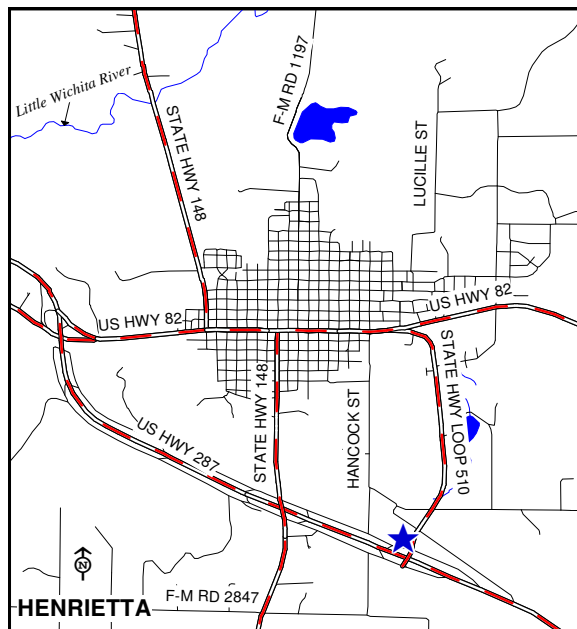 F-M RD 1197
Little Wichita River
STATE HWY 148
LUCILLE ST
US HWY 82
US HWY 82
STATE HWY LOOP 510
STATE HWY 148
HANCOCK ST
US HWY 287
N
F-M RD 2847
HENRIETTA